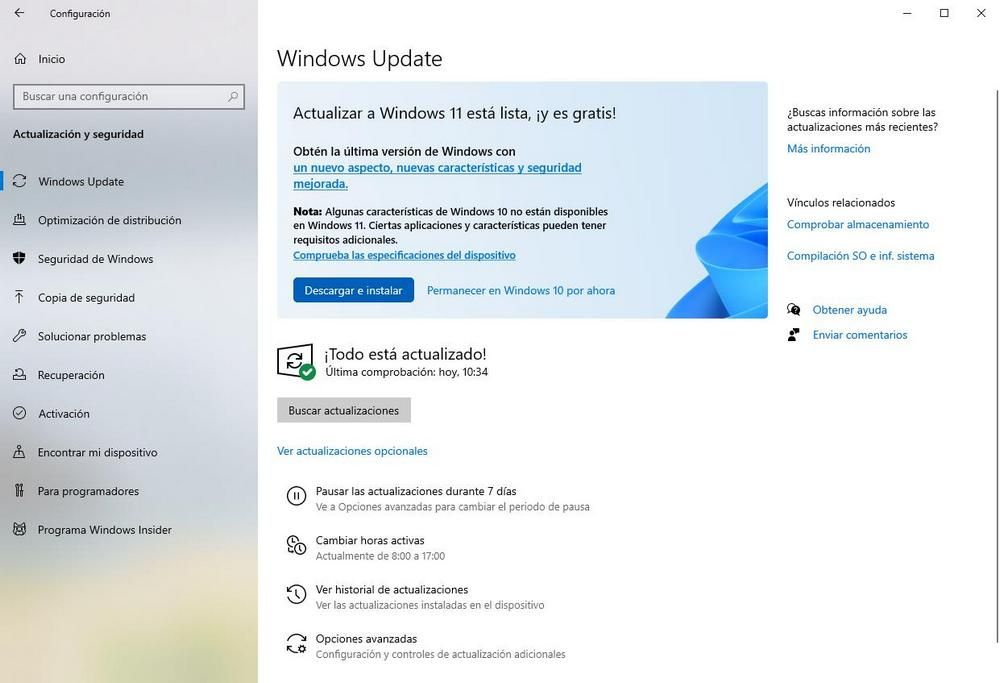 Configuración
Inicio
Buscar una configuración
Actualización y seguridad
Windows Update
Optimización de distribución
Seguridad de Windows
Copia de seguridad
Solucionar problemas
Recuperación
Activación
Encontrar mi dispositivo
Para programadores
Programa Windows Insider
Windows Update
Actualizar a Windows 11 está lista, ¡y es gratis!
Obtén la última versión de Windows con
un nuevo aspecto, nuevas características y seguridad
mejorada.
Nota: Algunas características de Windows 10 no están disponibles
en Windows 11. Ciertas aplicaciones y características pueden tener
requisitos adicionales.
Comprueba las especificaciones del dispositivo
Descargar e instalar
Permanecer en Windows 10 por ahora
¡Todo está actualizado!
Última comprobación: hoy, 10:34
Buscar actualizaciones
Ver actualizaciones opcionales
Pausar las actualizaciones durante 7 días
Ve a Opciones avanzadas para cambiar el periodo de pausa
Cambiar horas activas
Actualmente de 8:00 a 17:00
Ver historial de actualizaciones
Ver las actualizaciones instaladas en el dispositivo
Opciones avanzadas
Configuración y controles de actualización adicionales
¿Buscas información sobre las
actualizaciones más recientes?
Más información
Vínculos relacionados
Comprobar almacenamiento
Compilación SO e inf. sistema
Obtener ayuda
Enviar comentarios